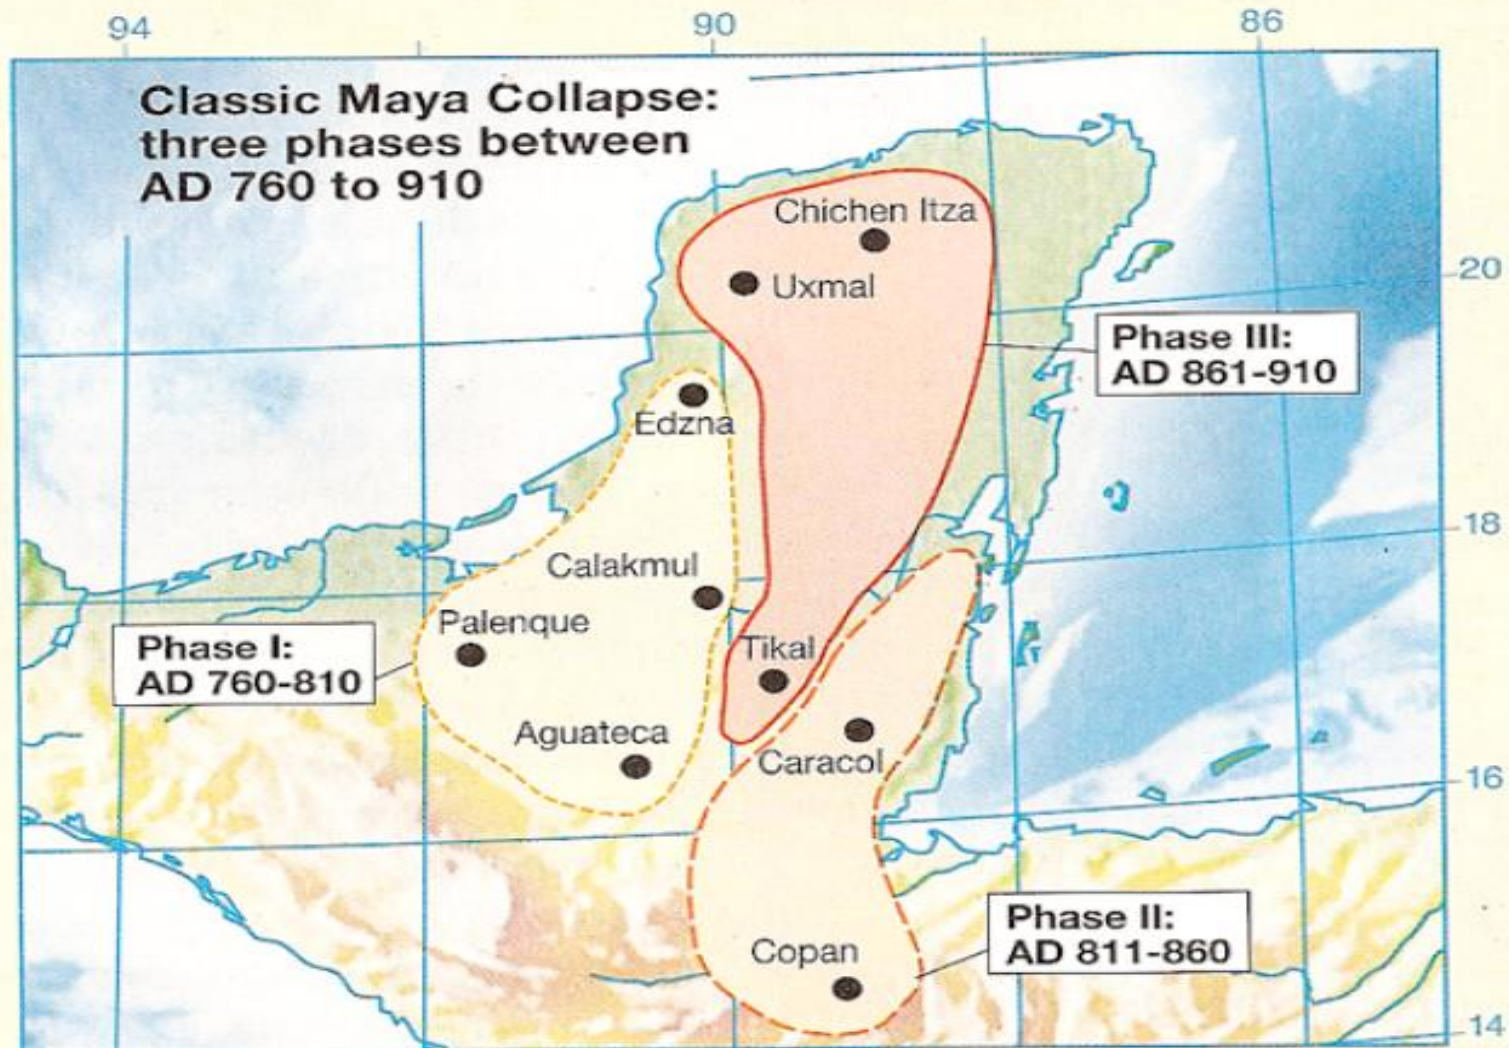 94
90
86
Classic Maya Collapse:
three phases between
AD 760 to 910
Chichen Itza
Uxmal
20
Phase III:
AD 861-910
Edzna
18
Calakmul
Palenque
Phase I:
AD 760-810
Tikal
Aguateca
Caracol
16
Phase II:
AD 811-860
Copan
14